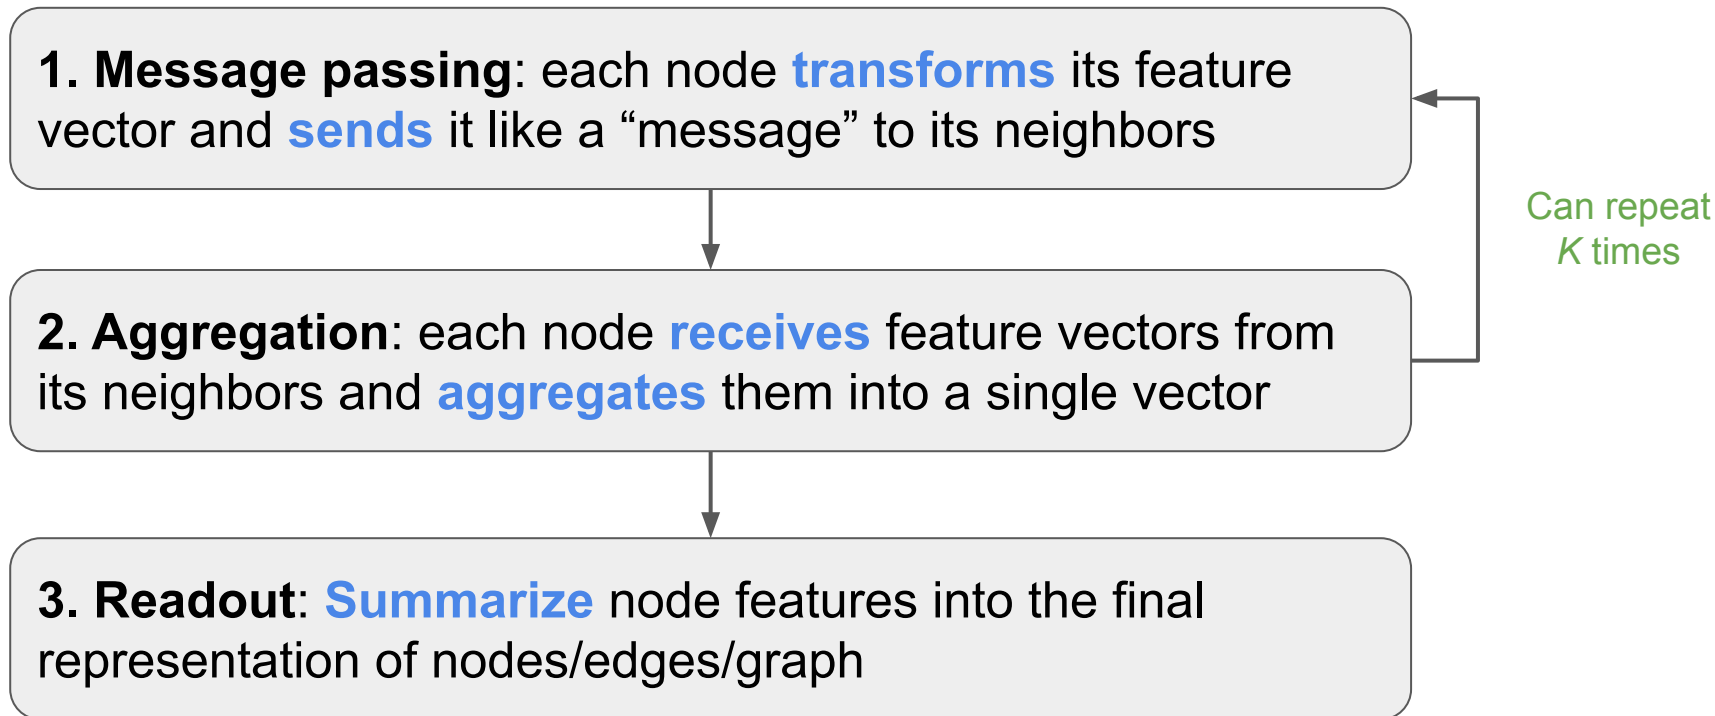 1. Message passing: each node transforms its feature
vector and sends it like a “message” to its neighbors
Can repeat
K times
2. Aggregation: each node receives feature vectors from
its neighbors and aggregates them into a single vector
3. Readout: Summarize node features into the final
representation of nodes/edges/graph